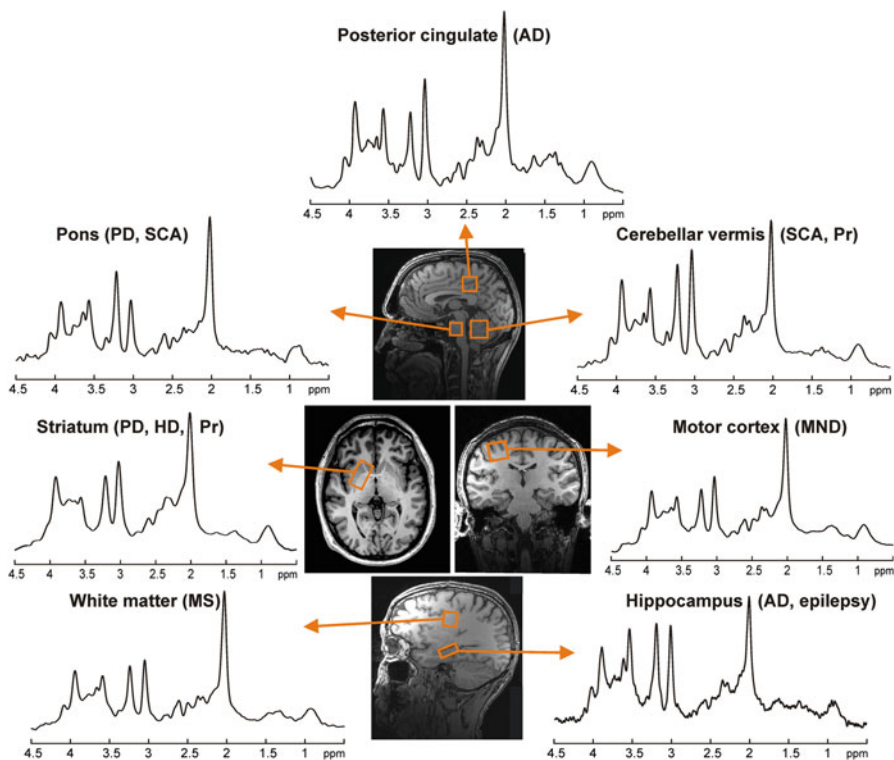 Posterior cingulate (AD)
4.5 4 3.5 3 2.5 2 1.5 1 ppm
Pons (PD, SCA)
4.5 4 3.5 3 2.5 2 1.5 1 ppm
Cerebellar vermis (SCA, Pr)
4.5 4 3.5 3 2.5 2 1.5 1 ppm
Striatum (PD, HD, Pr)
4.5 4 3.5 3 2.5 2 1.5 1 ppm
Motor cortex (MND)
4.5 4 3.5 3 2.5 2 1.5 1 ppm
White matter (MS)
4.5 4 3.5 3 2.5 2 1.5 1 ppm
Hippocampus (AD, epilepsy)
4.5 4 3.5 3 2.5 2 1.5 1 ppm